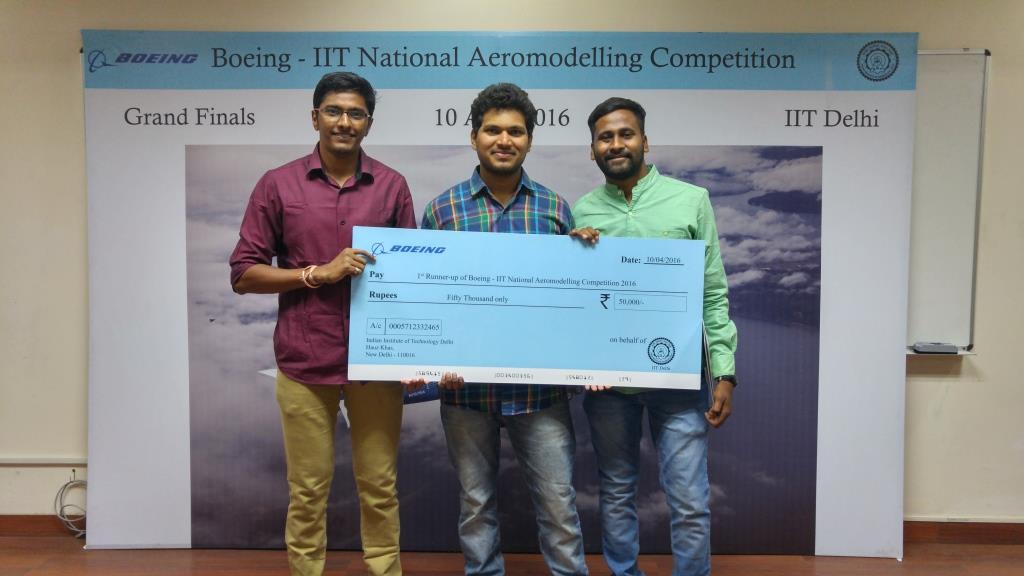 BOEING Boeing - IIT National Aeromodelling Competition
Grand Finals 10 2016 IIT Delhi
BOEING
Date: 10/04/2016
Pay 1st Runner-up of Boeing - IIT National Aeromodelling Competition 2016
Rupees Fifty Thousand only ₹ 50,000/-
A/c 0005712332465
Indian Institute of Technology Delhi
Hauz Khas,
New Delhi - 110016
on behalf of
IIT Delhi